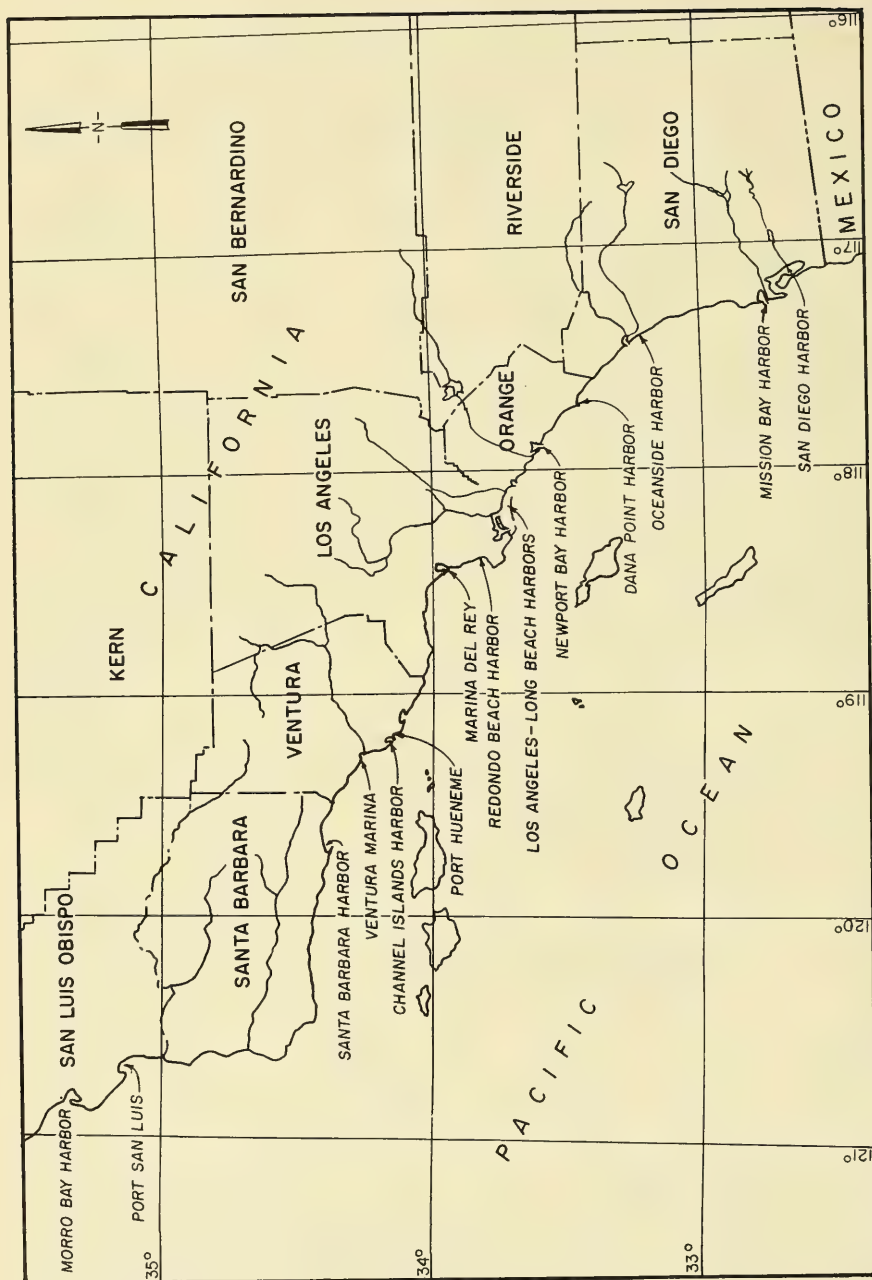 MORRO BAY HARBOR
SAN LUIS OBISPO
PORT SAN LUIS
SANTA BARBARA
KERN
VENTURA
LOS ANGELES
SAN BERNARDINO
CALIFORNIA
ORANGE
RIVERSIDE
SAN DIEGO
MEXICO
-N-
SANTA BARBARA HARBOR
VENTURA MARINA
CHANNEL ISLANDS HARBOR
PORT HUENEME
MARINA DEL REY
REDONDO BEACH HARBOR
LOS ANGELES-LONG BEACH HARBORS
NEWPORT BAY HARBOR
DANA POINT HARBOR
OCEANSIDE HARBOR
MISSION BAY HARBOR
SAN DIEGO HARBOR
PACIFIC
OCEAN
35°
34°
33°
121°
120°
119°
118°
117°
116°